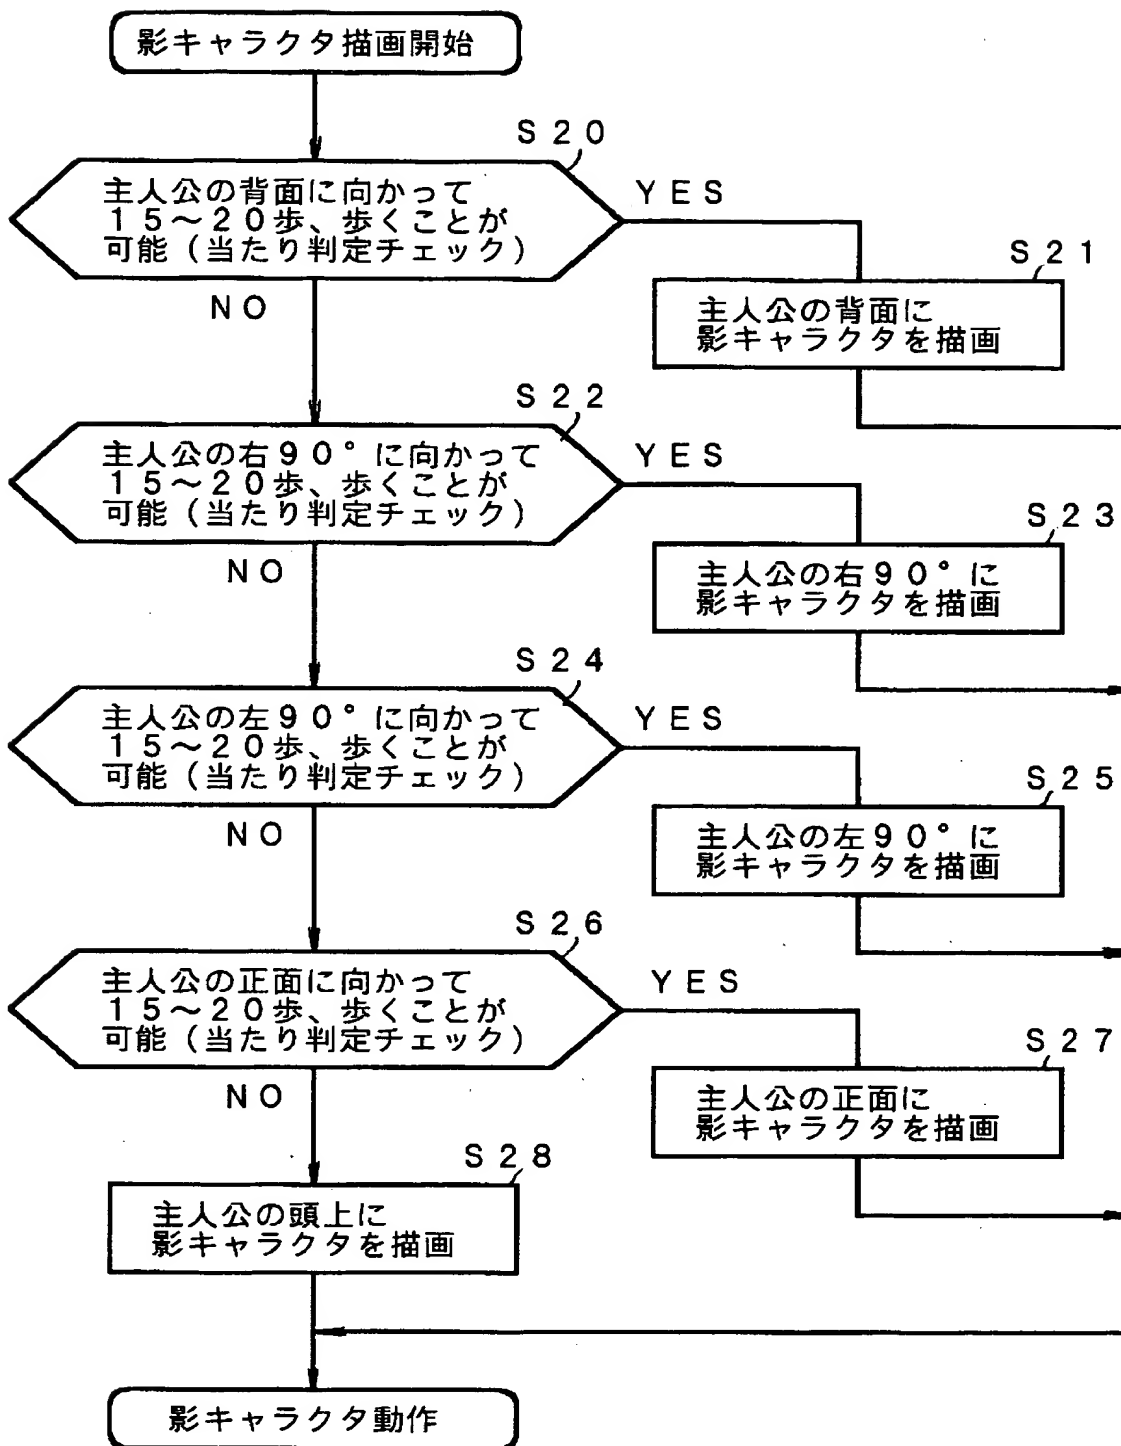 影キャラクタ描画開始
S20
主人公の背面に向かって
15～20歩、歩くことが
可能（当たり判定チェック）
YES
NO
S21
主人公の背面に
影キャラクタを描画
S22
主人公の右90°に向かって
15～20歩、歩くことが
可能（当たり判定チェック）
YES
NO
S23
主人公の右90°に
影キャラクタを描画
S24
主人公の左90°に向かって
15～20歩、歩くことが
可能（当たり判定チェック）
YES
NO
S25
主人公の左90°に
影キャラクタを描画
S26
主人公の正面に向かって
15～20歩、歩くことが
可能（当たり判定チェック）
YES
NO
S27
主人公の正面に
影キャラクタを描画
S28
主人公の頭上に
影キャラクタを描画
影キャラクタ動作